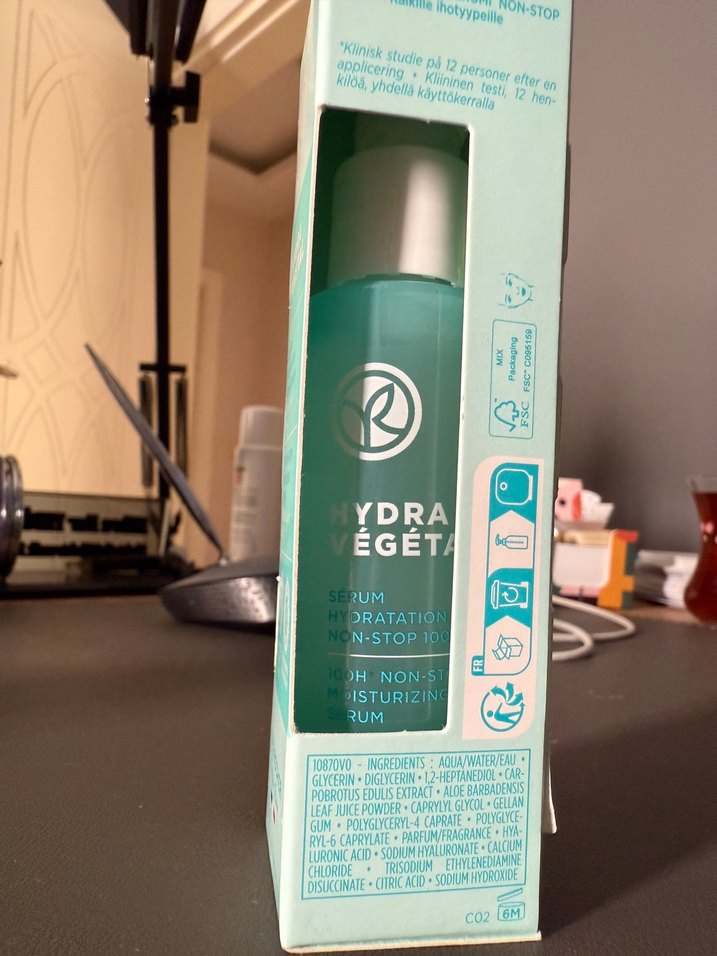 NON-STOP
Kaikille ihotyypeille
*Klinisk studie på 12 personer efter en
applicering • Kliininen testi, 12 hen-
kilöä, yhdellä käyttökerralla
MIX
Packaging
FSC™ C095159
FSC
HYDRA
VÉGÉTA
SÉRUM
HYDRATATION
NON-STOP 100
100H* NON-ST
MOISTURIZING
SERUM
FR
10870V0 - INGREDIENTS : AQUA/WATER/EAU •
GLYCERIN • DIGLYCERIN • 1,2-HEPTANEDIOL • CAR-
POBROTUS EDULIS EXTRACT • ALOE BARBADENSIS
LEAF JUICE POWDER • CAPRYLYL GLYCOL • GELLAN
GUM • POLYGLYCERYL-4 CAPRATE • POLYGLYCE-
RYL-6 CAPRYLATE • PARFUM/FRAGRANCE • HYA-
LURONIC ACID • SODIUM HYALURONATE • CALCIUM
CHLORIDE • TRISODIUM ETHYLENEDIAMINE
DISUCCINATE • CITRIC ACID • SODIUM HYDROXIDE
C02
6M